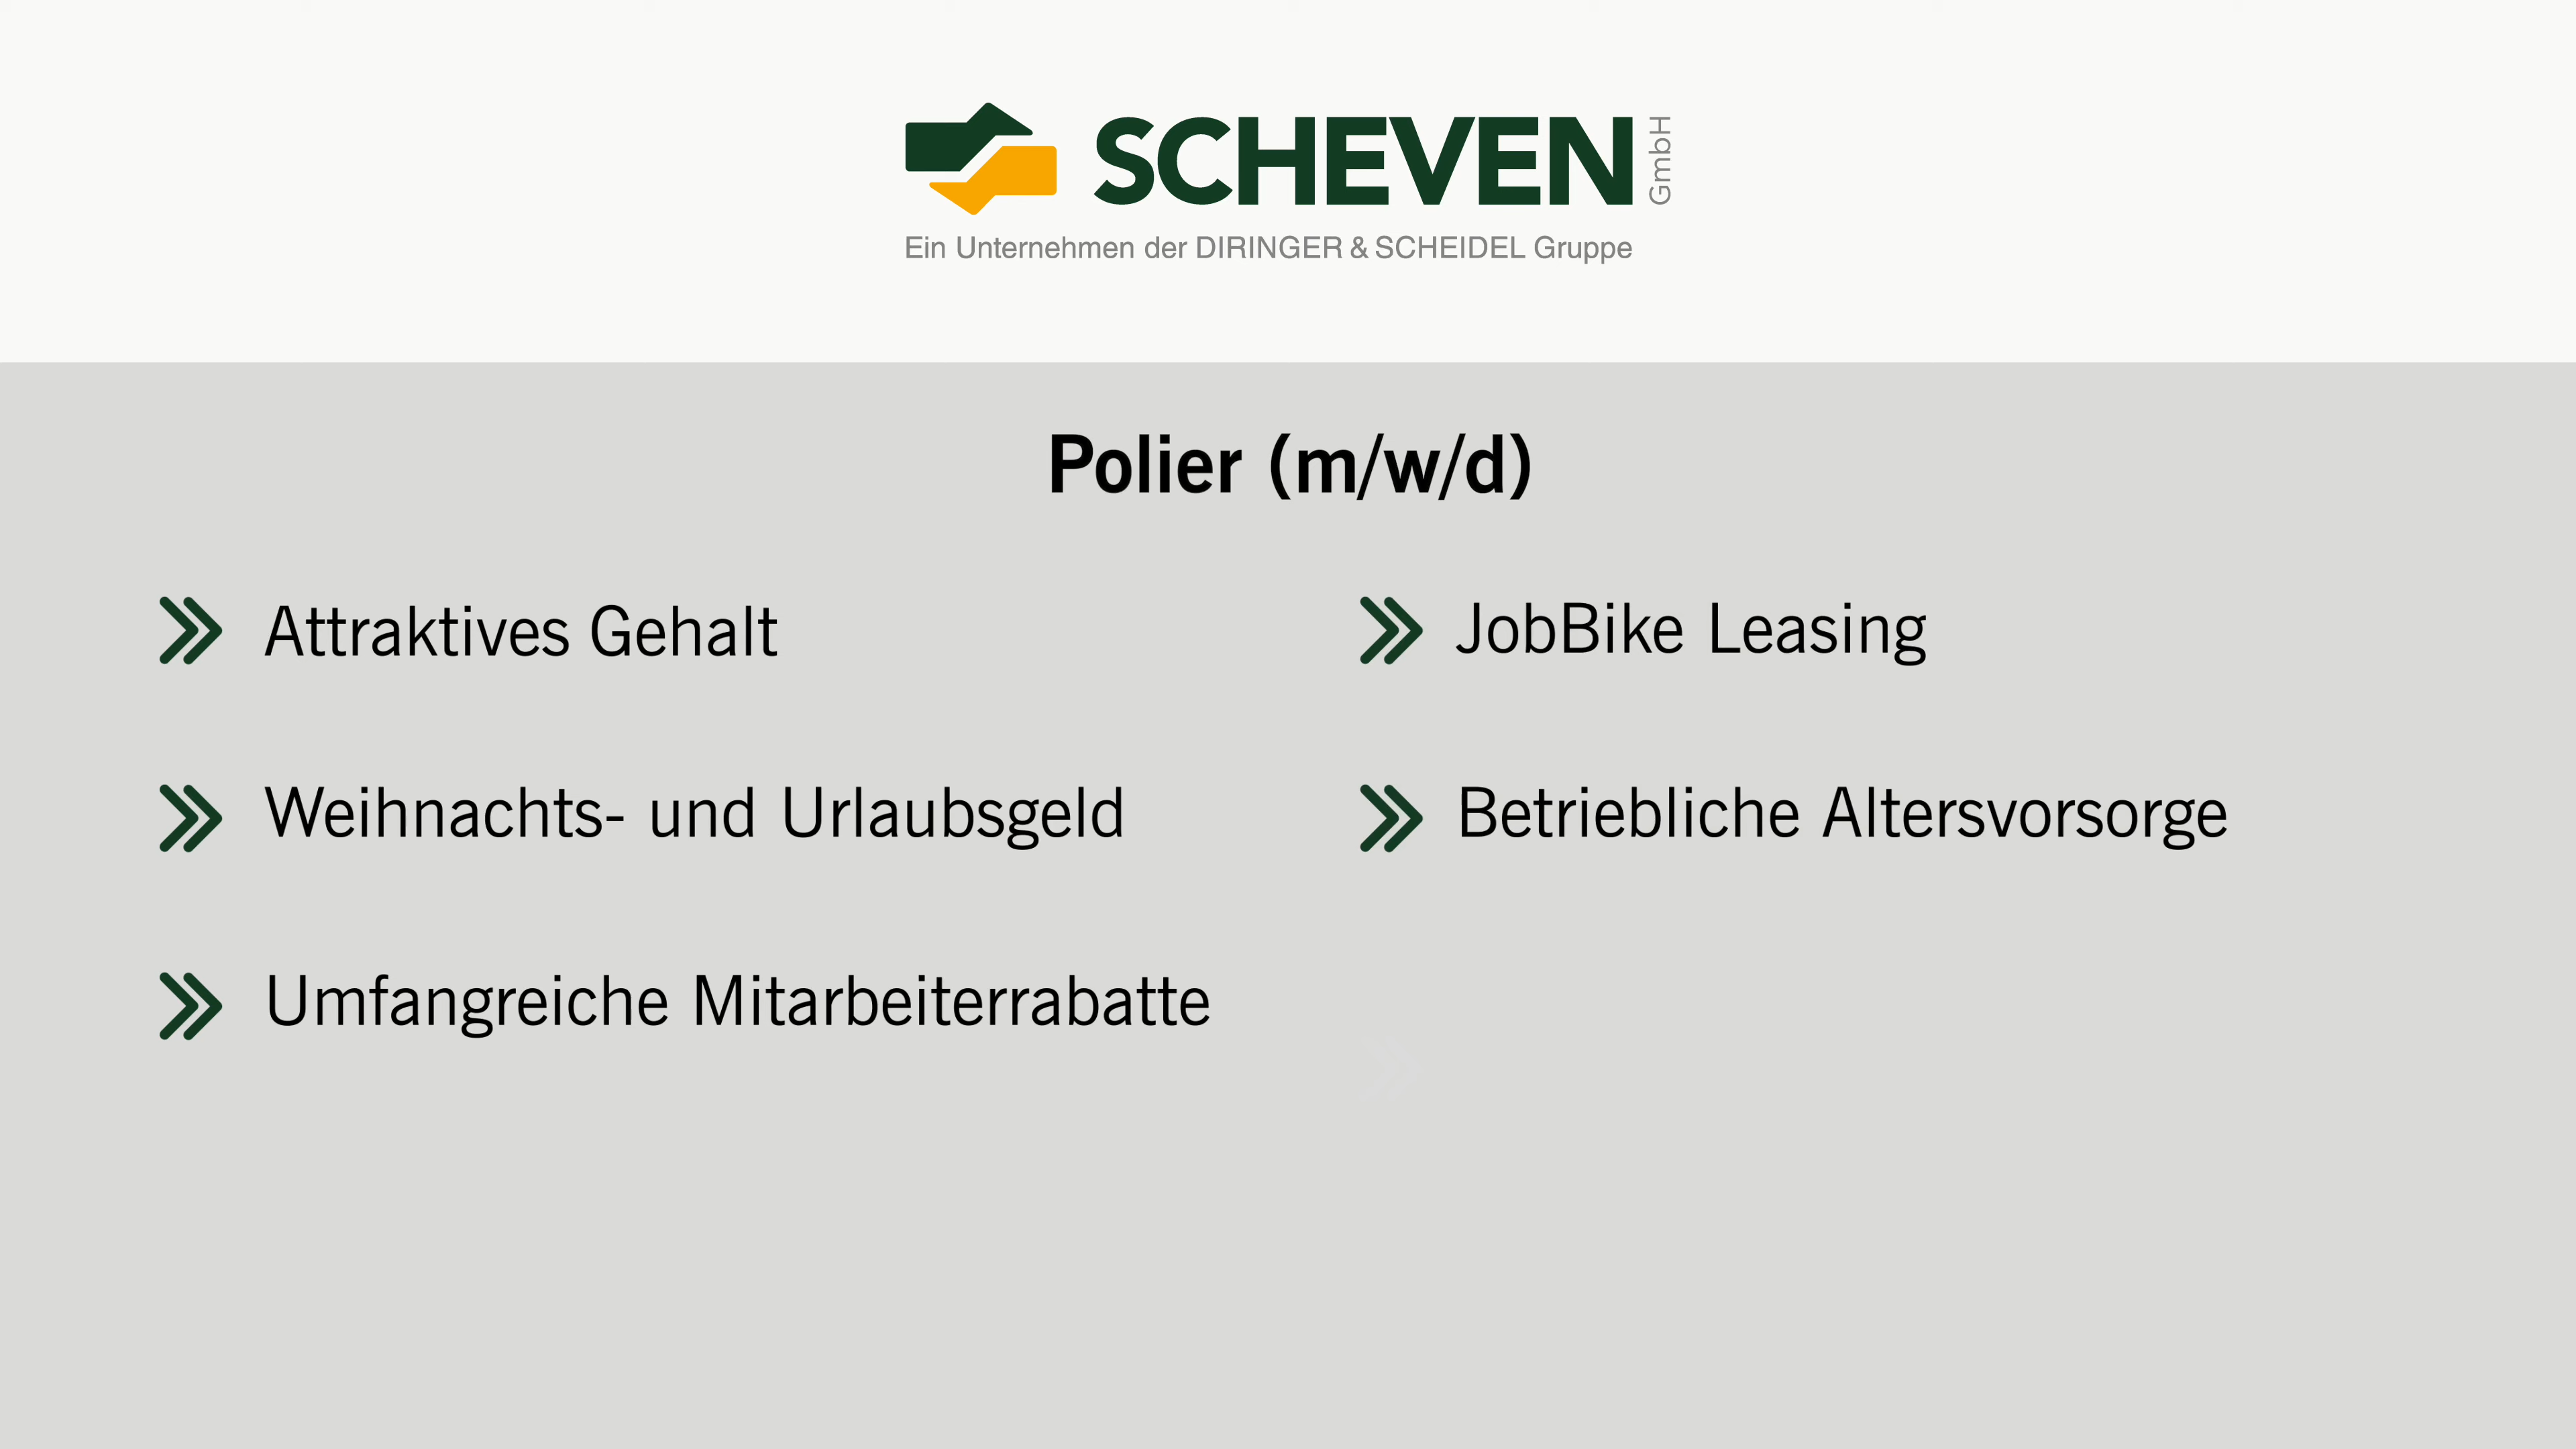 SCHEVEN GmbH
Ein Unternehmen der DIRINGER & SCHEIDEL Gruppe
Polier (m/w/d)
Attraktives Gehalt
Weihnachts- und Urlaubsgeld
Umfangreiche Mitarbeiterrabatte
JobBike Leasing
Betriebliche Altersvorsorge